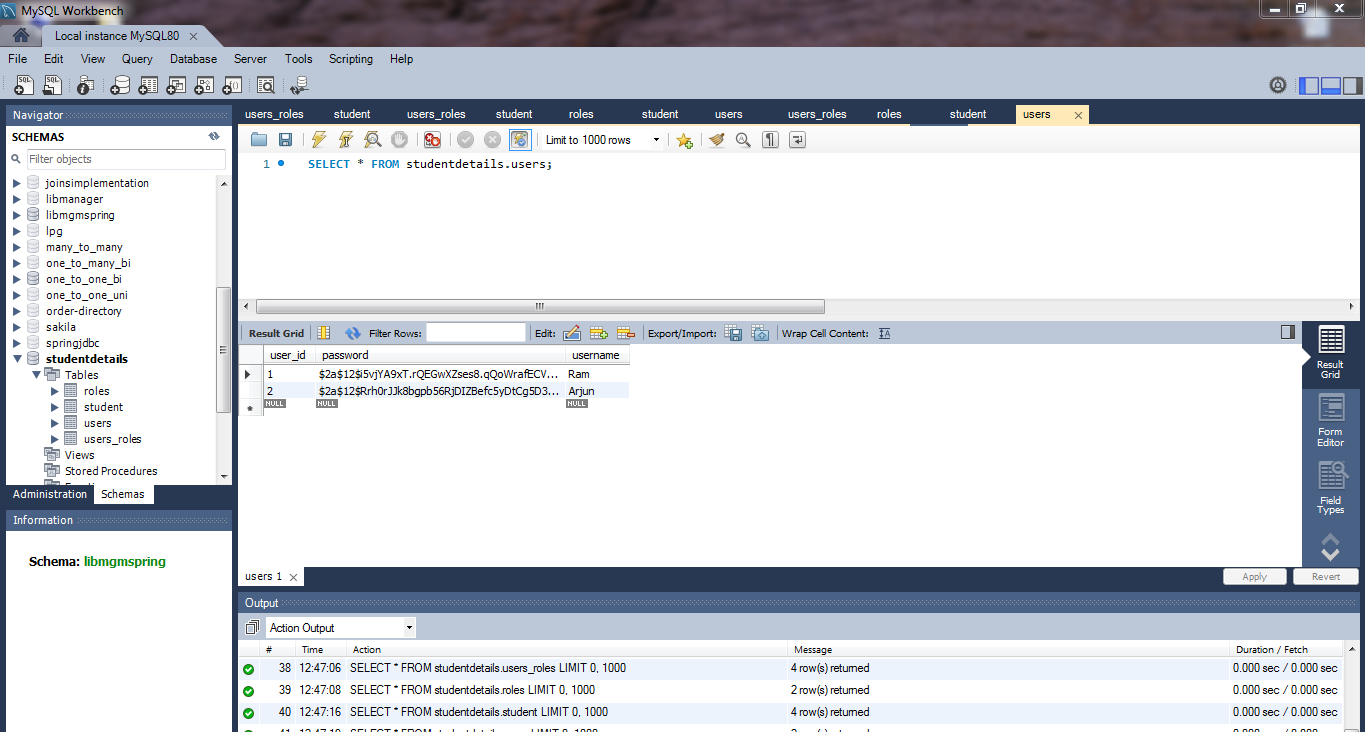 MySQL Workbench
Local instance MySQL80
File Edit View Query Database Server Tools Scripting Help
Navigator
SCHEMAS
Filter objects
joinsimplementation
libmanager
libmgmspring
lpg
many_to_many
one_to_many_bi
one_to_one_bi
one_to_one_uni
order-directory
sakila
springjdbc
studentdetails
Tables
roles
student
users
users_roles
Views
Stored Procedures
Administration Schemas
Information
Schema: libmgmspring
users_roles student users_roles student roles student users users_roles roles student users
Limit to 1000 rows
1 SELECT * FROM studentdetails.users;
Result Grid Filter Rows: Edit: Export/Import: Wrap Cell Content:
user_id password username
1 $2a$12$i5vjYA9xT.rQEGwXZses8.qQoWrafECV... Ram
2 $2a$12$Rrh0rJJk8bgpb56RjDIZBefc5yDtCg5D3... Arjun
NULL NULL NULL
Result Grid
Form Editor
Field Types
users 1
Apply Revert
Output
Action Output
# Time Action Message Duration / Fetch
38 12:47:06 SELECT * FROM studentdetails.users_roles LIMIT 0, 1000 4 row(s) returned 0.000 sec / 0.000 sec
39 12:47:08 SELECT * FROM studentdetails.roles LIMIT 0, 1000 2 row(s) returned 0.000 sec / 0.000 sec
40 12:47:16 SELECT * FROM studentdetails.student LIMIT 0, 1000 4 row(s) returned 0.000 sec / 0.000 sec